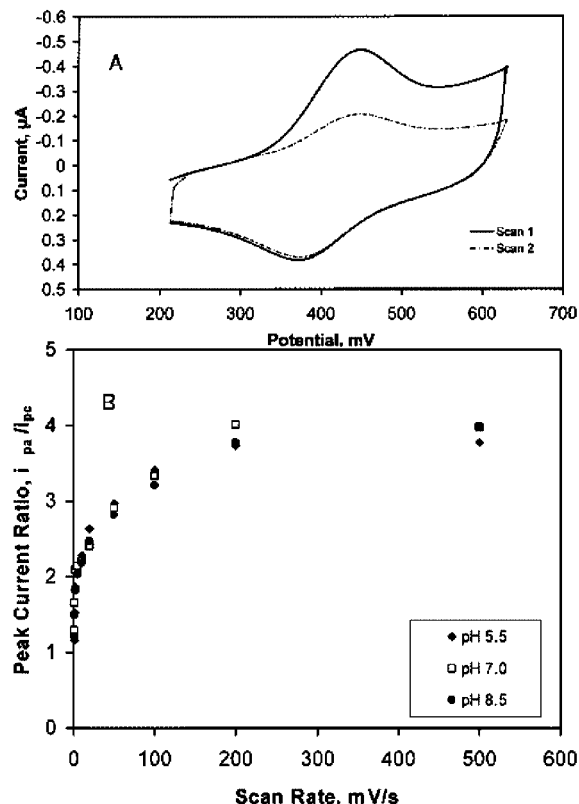 A
-0.6
-0.5
-0.4
-0.3
-0.2
-0.1
0
0.1
0.2
0.3
0.4
0.5
Current, µA
Scan 1
Scan 2
100 200 300 400 500 600 700
Potential, mV
B
5
4
3
2
1
0
Peak Current Ratio, i pa /ipc
pH 5.5
pH 7.0
pH 8.5
0 100 200 300 400 500 600
Scan Rate, mV/s